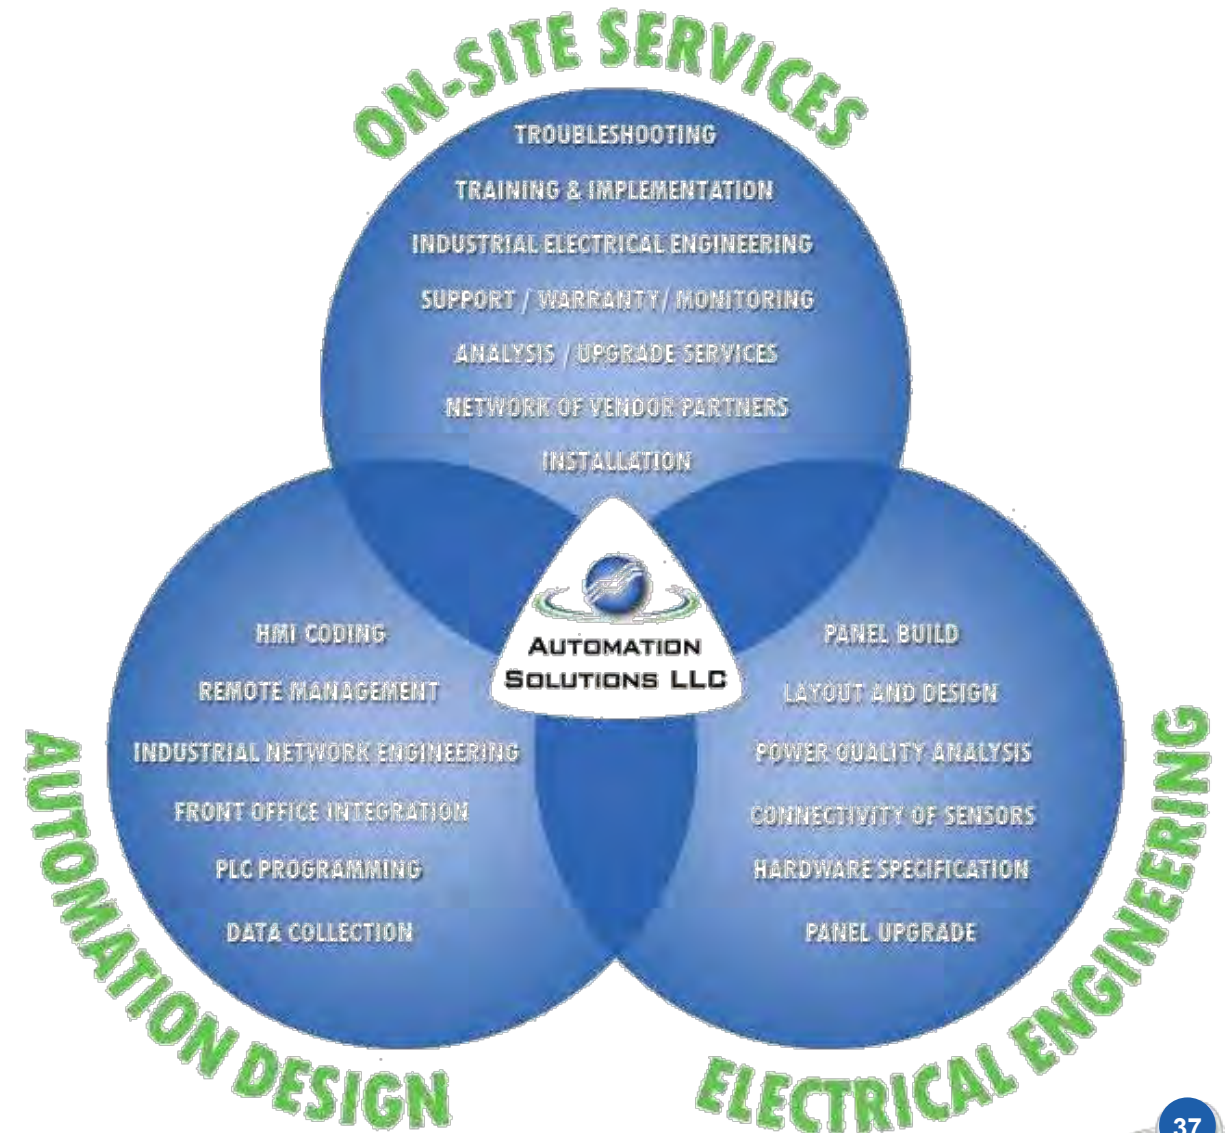 ON-SITE SERVICES
TROUBLESHOOTING
TRAINING & IMPLEMENTATION
INDUSTRIAL ELECTRICAL ENGINEERING
SUPPORT / WARRANTY/ MONITORING
ANALYSIS / UPGRADE SERVICES
NETWORK OF VENDOR PARTNERS
INSTALLATION
AUTOMATION
SOLUTIONS LLC
HMI CODING
REMOTE MANAGEMENT
INDUSTRIAL NETWORK ENGINEERING
FRONT OFFICE INTEGRATION
PLC PROGRAMMING
DATA COLLECTION
AUTOMATION DESIGN
PANEL BUILD
LAYOUT AND DESIGN
POWER QUALITY ANALYSIS
CONNECTIVITY OF SENSORS
HARDWARE SPECIFICATION
PANEL UPGRADE
ELECTRICAL ENGINEERING
37